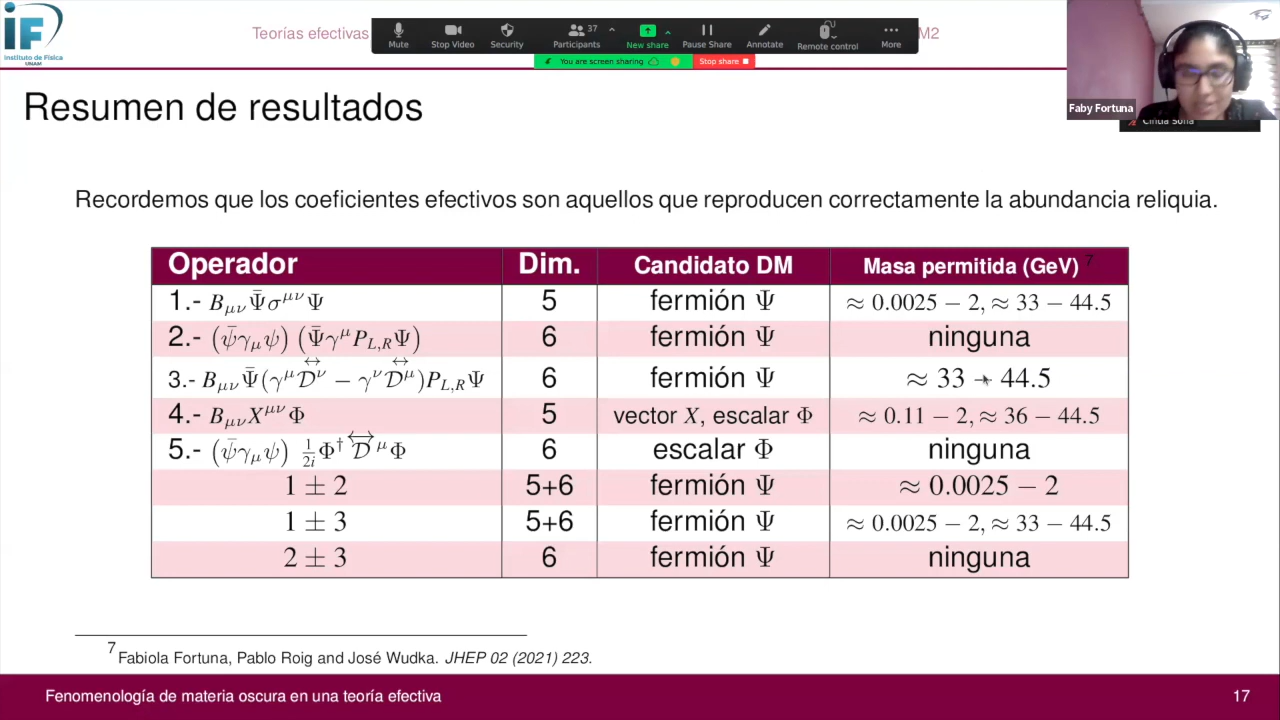 iF
Instituto de Física
UNAM
Teorías efectivas
M2
Mute
Stop Video
Security
Participants
37
New share
Pause Share
Annotate
Remote control
More
You are screen sharing
Stop share
Faby Fortuna
Cindia Sofia
Resumen de resultados
Recordemos que los coeficientes efectivos son aquellos que reproducen correctamente la abundancia reliquia.
Operador Dim. Candidato DM Masa permitida (GeV) 7
1.- B_{μν} Ψ̄ σ^{μν} Ψ 5 fermión Ψ ≈ 0.0025 − 2, ≈ 33 − 44.5
2.- (ψ̄ γ_μ ψ) (Ψ̄ γ^μ P_{L,R} Ψ) 6 fermión Ψ ninguna
3.- B_{μν} Ψ̄ (γ^μ 𝒟↔^ν − γ^ν 𝒟↔^μ) P_{L,R} Ψ 6 fermión Ψ ≈ 33 − 44.5
4.- B_{μν} X^{μν} Φ 5 vector X, escalar Φ ≈ 0.11 − 2, ≈ 36 − 44.5
5.- (ψ̄ γ_μ ψ) 1/2i Φ† 𝒟↔^μ Φ 6 escalar Φ ninguna
1 ± 2 5+6 fermión Ψ ≈ 0.0025 − 2
1 ± 3 5+6 fermión Ψ ≈ 0.0025 − 2, ≈ 33 − 44.5
2 ± 3 6 fermión Ψ ninguna
7 Fabiola Fortuna, Pablo Roig and José Wudka. JHEP 02 (2021) 223.
Fenomenología de materia oscura en una teoría efectiva
17